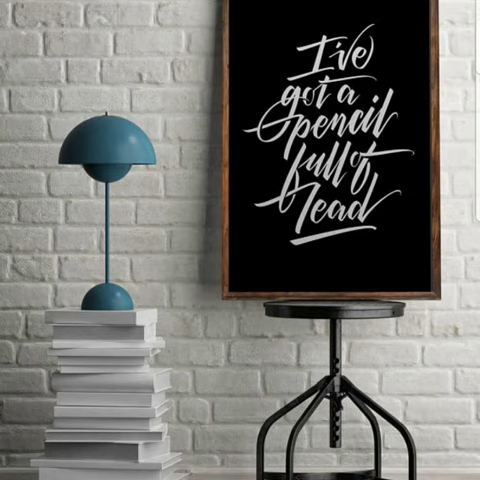 I've
got a
pencil
full of
lead